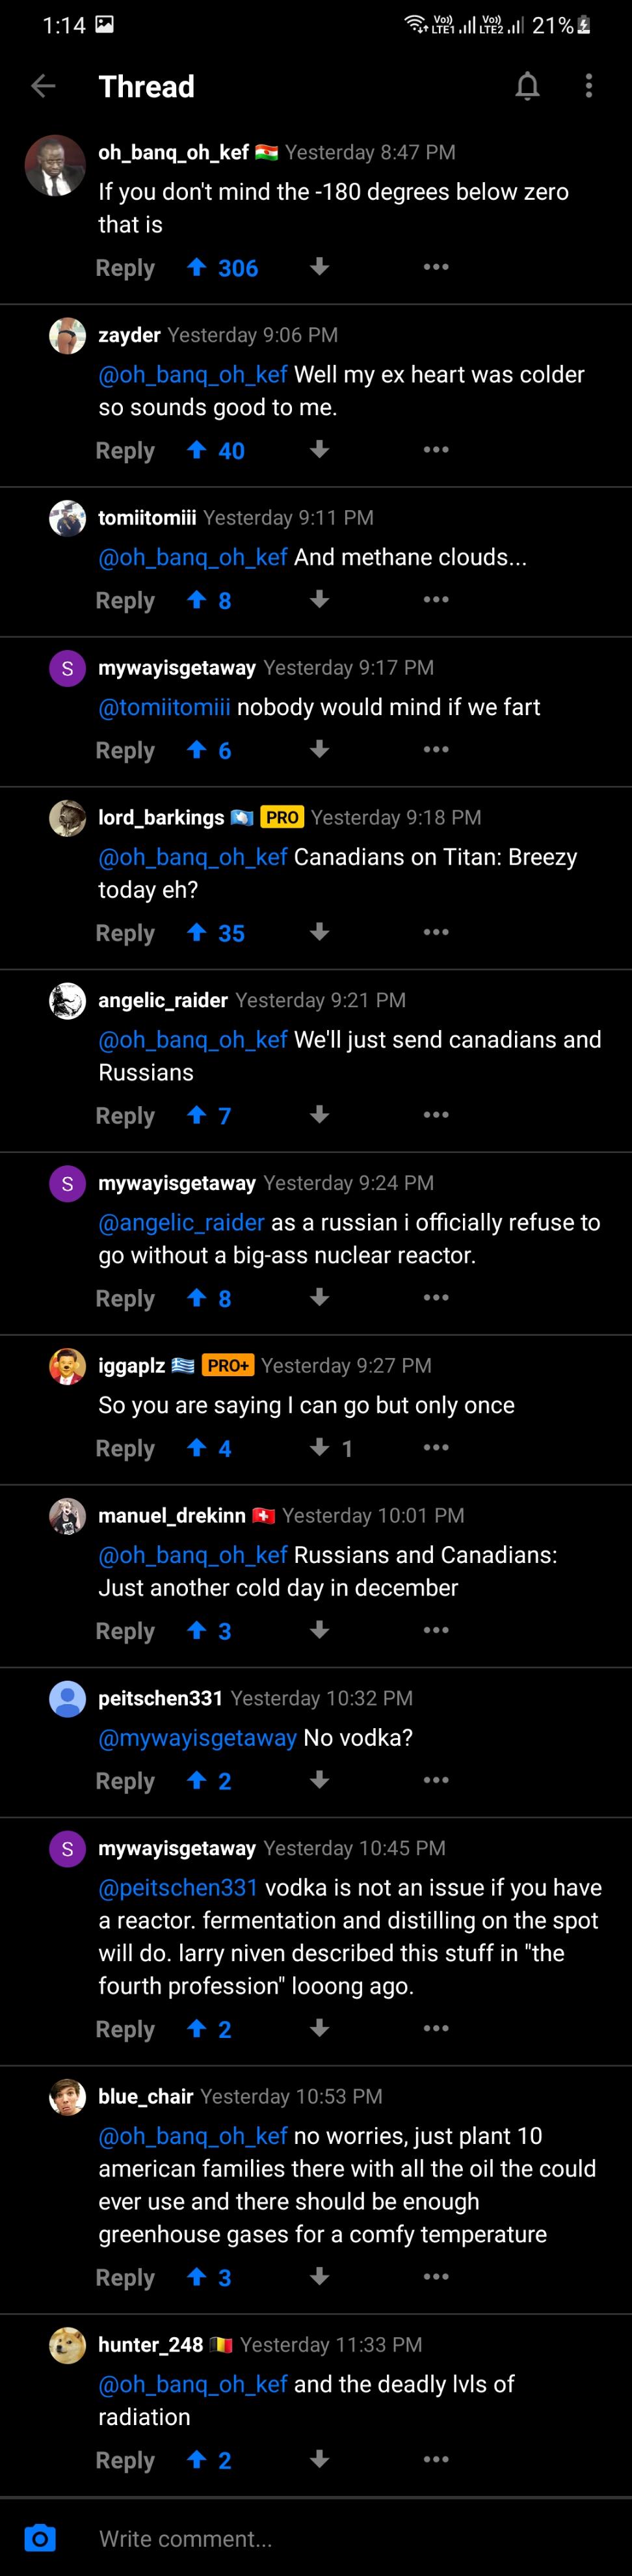 1:14
Vo)) LTE1 Vo)) LTE2 21%
Thread
oh_banq_oh_kef Yesterday 8:47 PM
If you don't mind the -180 degrees below zero
that is
Reply 306
zayder Yesterday 9:06 PM
@oh_banq_oh_kef Well my ex heart was colder
so sounds good to me.
Reply 40
tomiitomiii Yesterday 9:11 PM
@oh_banq_oh_kef And methane clouds...
Reply 8
S mywayisgetaway Yesterday 9:17 PM
@tomiitomiii nobody would mind if we fart
Reply 6
lord_barkings PRO Yesterday 9:18 PM
@oh_banq_oh_kef Canadians on Titan: Breezy
today eh?
Reply 35
angelic_raider Yesterday 9:21 PM
@oh_banq_oh_kef We'll just send canadians and
Russians
Reply 7
S mywayisgetaway Yesterday 9:24 PM
@angelic_raider as a russian i officially refuse to
go without a big-ass nuclear reactor.
Reply 8
iggaplz PRO+ Yesterday 9:27 PM
So you are saying I can go but only once
Reply 4 1
manuel_drekinn Yesterday 10:01 PM
@oh_banq_oh_kef Russians and Canadians:
Just another cold day in december
Reply 3
peitschen331 Yesterday 10:32 PM
@mywayisgetaway No vodka?
Reply 2
S mywayisgetaway Yesterday 10:45 PM
@peitschen331 vodka is not an issue if you have
a reactor. fermentation and distilling on the spot
will do. larry niven described this stuff in "the
fourth profession" looong ago.
Reply 2
blue_chair Yesterday 10:53 PM
@oh_banq_oh_kef no worries, just plant 10
american families there with all the oil the could
ever use and there should be enough
greenhouse gases for a comfy temperature
Reply 3
hunter_248 Yesterday 11:33 PM
@oh_banq_oh_kef and the deadly lvls of
radiation
Reply 2
Write comment...